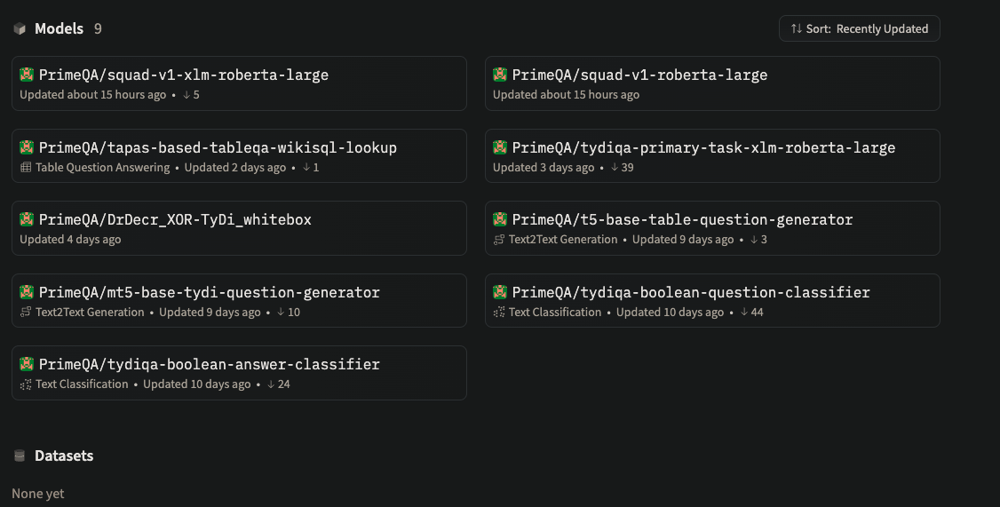 Models 9
Sort: Recently Updated
PrimeQA/squad-v1-xlm-roberta-large
Updated about 15 hours ago • ↓ 5
PrimeQA/squad-v1-roberta-large
Updated about 15 hours ago
PrimeQA/tapas-based-tableqa-wikisql-lookup
Table Question Answering • Updated 2 days ago • ↓ 1
PrimeQA/tydiqa-primary-task-xlm-roberta-large
Updated 3 days ago • ↓ 39
PrimeQA/DrDecr_XOR-TyDi_whitebox
Updated 4 days ago
PrimeQA/t5-base-table-question-generator
Text2Text Generation • Updated 9 days ago • ↓ 3
PrimeQA/mt5-base-tydi-question-generator
Text2Text Generation • Updated 9 days ago • ↓ 10
PrimeQA/tydiqa-boolean-question-classifier
Text Classification • Updated 10 days ago • ↓ 44
PrimeQA/tydiqa-boolean-answer-classifier
Text Classification • Updated 10 days ago • ↓ 24
Datasets
None yet